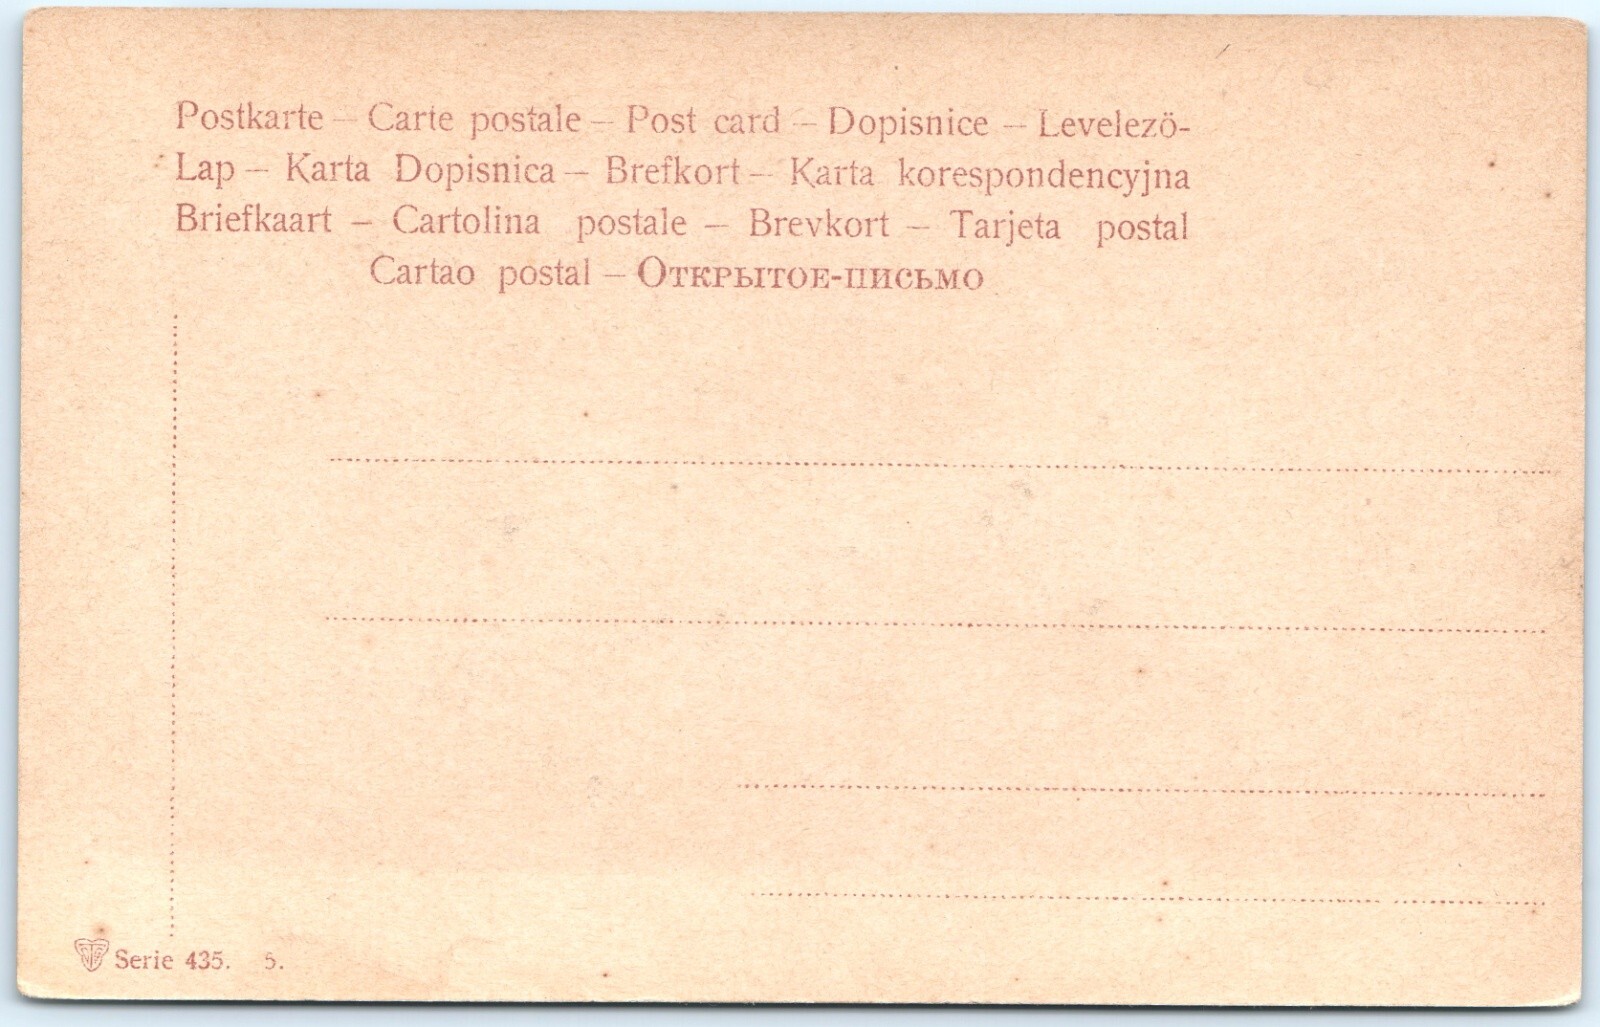 Postkarte — Carte postale — Post card — Dopisnice — Levelező-
Lap — Karta Dopisnica — Brefkort — Karta korespondencyjna
Briefkaart — Cartolina postale — Brevkort — Tarjeta postal
Cartao postal — Открытое-письмо
Serie 435. 5.